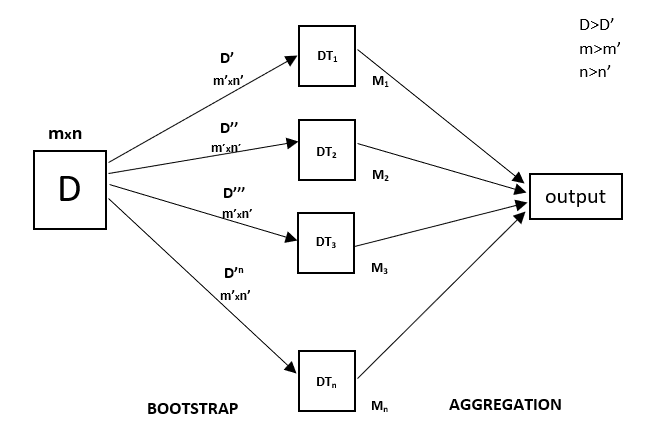 D>D’
m>m’
n>n’
mxn
D
D’
m’xn’
D’’
m’xn’
D’’’
m’xn’
D’ⁿ
m’xn’
DT₁
DT₂
DT₃
DTₙ
M₁
M₂
M₃
Mₙ
output
BOOTSTRAP
AGGREGATION